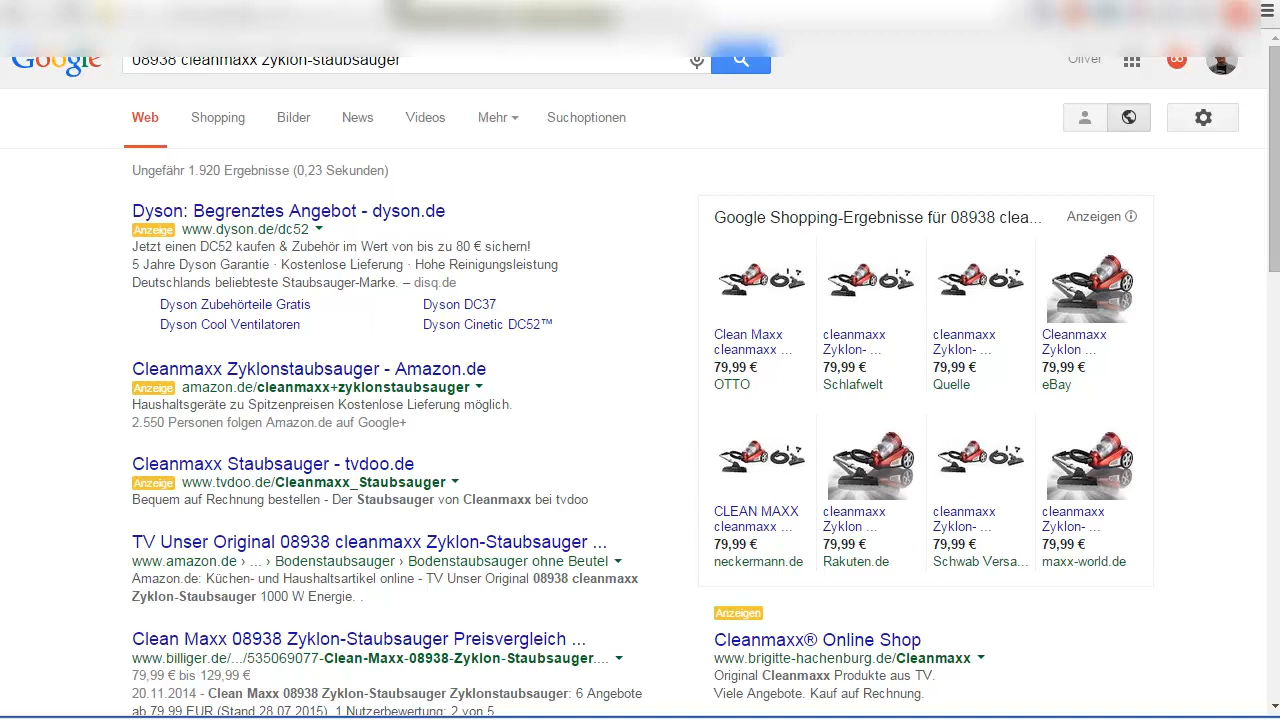 Google
08938 cleanmaxx zyklon-staubsauger
Oliver
Web Shopping Bilder News Videos Mehr Suchoptionen
Ungefähr 1.920 Ergebnisse (0,23 Sekunden)
Dyson: Begrenztes Angebot - dyson.de
Anzeige www.dyson.de/dc52
Jetzt einen DC52 kaufen & Zubehör im Wert von bis zu 80 € sichern!
5 Jahre Dyson Garantie · Kostenlose Lieferung · Hohe Reinigungsleistung
Deutschlands beliebteste Staubsauger-Marke. – disq.de
Dyson Zubehörteile Gratis Dyson DC37
Dyson Cool Ventilatoren Dyson Cinetic DC52™
Cleanmaxx Zyklonstaubsauger - Amazon.de
Anzeige amazon.de/cleanmaxx+zyklonstaubsauger
Haushaltsgeräte zu Spitzenpreisen Kostenlose Lieferung möglich.
2.550 Personen folgen Amazon.de auf Google+
Cleanmaxx Staubsauger - tvdoo.de
Anzeige www.tvdoo.de/Cleanmaxx_Staubsauger
Bequem auf Rechnung bestellen - Der Staubsauger von Cleanmaxx bei tvdoo
TV Unser Original 08938 cleanmaxx Zyklon-Staubsauger ...
www.amazon.de › ... › Bodenstaubsauger › Bodenstaubsauger ohne Beutel
Amazon.de: Küchen- und Haushaltsartikel online - TV Unser Original 08938 cleanmaxx
Zyklon-Staubsauger 1000 W Energie. .
Clean Maxx 08938 Zyklon-Staubsauger Preisvergleich ...
www.billiger.de/.../535069077-Clean-Maxx-08938-Zyklon-Staubsauger....
79,99 € bis 129,99 €
20.11.2014 - Clean Maxx 08938 Zyklon-Staubsauger Zyklonstaubsauger: 6 Angebote
ab 79,99 EUR (Stand 28.07.2015). 1 Nutzerbewertung: 2 von 5
Google Shopping-Ergebnisse für 08938 clea... Anzeigen
Clean Maxx cleanmaxx cleanmaxx Cleanmaxx
cleanmaxx ... Zyklon- ... Zyklon- ... Zyklon ...
79,99 € 79,99 € 79,99 € 79,99 €
OTTO Schlafwelt Quelle eBay
CLEAN MAXX cleanmaxx cleanmaxx cleanmaxx
cleanmaxx ... Zyklon ... Zyklon- ... Zyklon- ...
79,99 € 79,99 € 79,99 € 79,99 €
neckermann.de Rakuten.de Schwab Versa... maxx-world.de
Anzeigen
Cleanmaxx® Online Shop
www.brigitte-hachenburg.de/Cleanmaxx
Original Cleanmaxx Produkte aus TV.
Viele Angebote. Kauf auf Rechnung.